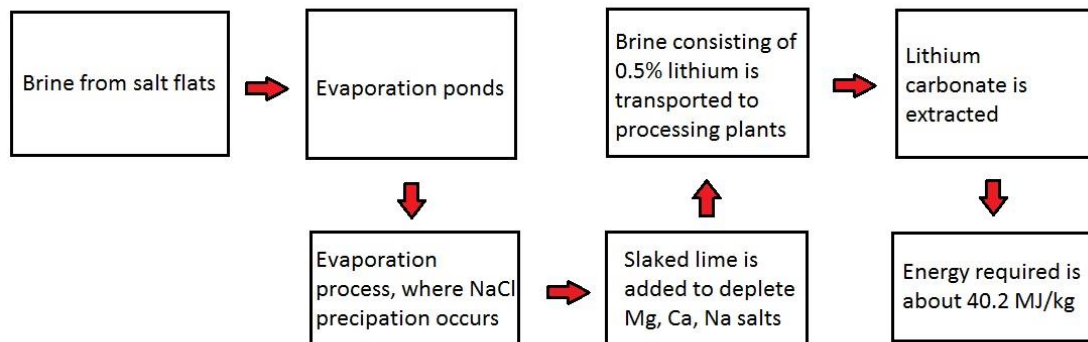 Brine from salt flats
Evaporation ponds
Evaporation
process, where NaCl
precipation occurs
Slaked lime is
added to deplete
Mg, Ca, Na salts
Brine consisting of
0.5% lithium is
transported to
processing plants
Lithium
carbonate is
extracted
Energy required is
about 40.2 MJ/kg